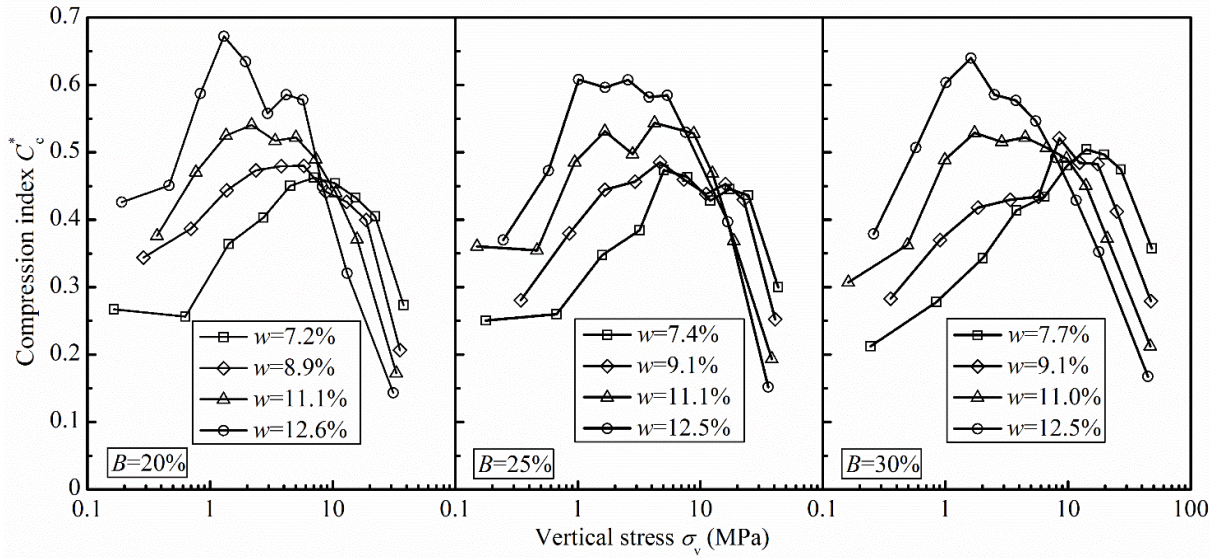 Compression index C*c
0.7
0.6
0.5
0.4
0.3
0.2
0.1
0
w=7.2%
w=8.9%
w=11.1%
w=12.6%
B=20%
w=7.4%
w=9.1%
w=11.1%
w=12.5%
B=25%
w=7.7%
w=9.1%
w=11.0%
w=12.5%
B=30%
0.1 1 10 0.1 1 10 0.1 1 10 100
Vertical stress σv (MPa)